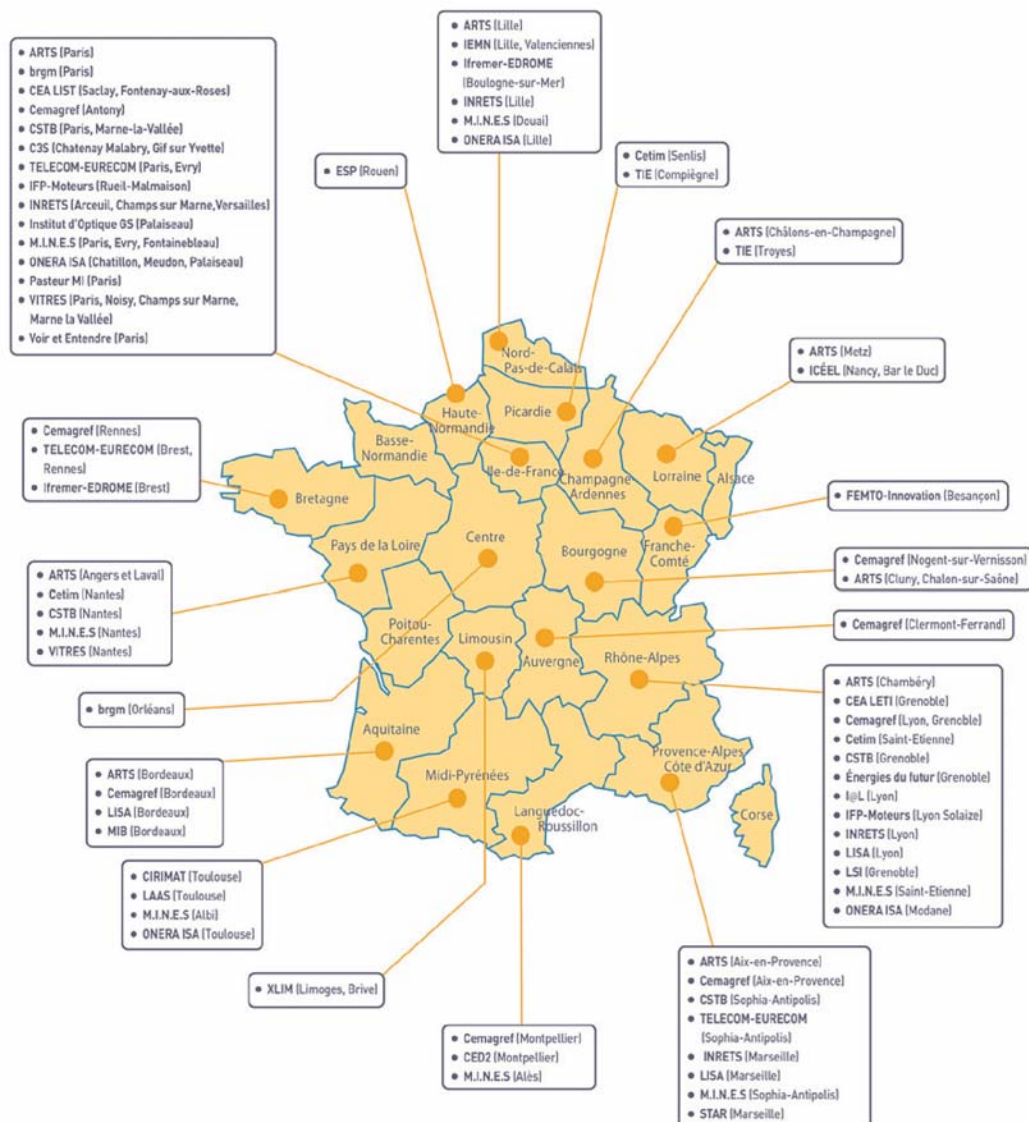 ARTS (Lille)
IEMN (Lille, Valenciennes)
Ifremer-EDROME
(Boulogne-sur-Mer)
INRETS (Lille)
M.I.N.E.S (Douai)
ONERA ISA (Lille)
ARTS (Paris)
brgm (Paris)
CEA LIST (Saclay, Fontenay-aux-Roses)
Cemagref (Antony)
CSTB (Paris, Marne-la-Vallée)
C3S (Chatenay Malabry, Gif sur Yvette)
TELECOM-EURECOM (Paris, Evry)
IFP-Moteurs (Rueil-Malmaison)
INRETS (Arceuil, Champs sur Marne,Versailles)
Institut d'Optique GS (Palaiseau)
M.I.N.E.S (Paris, Evry, Fontainebleau)
ONERA ISA (Chatillon, Meudon, Palaiseau)
Pasteur MI (Paris)
VITRES (Paris, Noisy, Champs sur Marne,
Marne la Vallée)
Voir et Entendre (Paris)
ESP (Rouen)
Cetim (Senlis)
TIE (Compiègne)
ARTS (Châlons-en-Champagne)
TIE (Troyes)
ARTS (Metz)
ICÉEL (Nancy, Bar le Duc)
Nord-
Pas-de-Calais
Haute-
Normandie
Picardie
Basse-
Normandie
Ile-de-France
Champagne
Ardennes
Lorraine
Alsace
Cemagref (Rennes)
TELECOM-EURECOM (Brest,
Rennes)
Ifremer-EDROME (Brest)
Bretagne
FEMTO-Innovation (Besançon)
Pays de la Loire
Centre
Bourgogne
Franche-
Comté
Cemagref (Nogent-sur-Vernisson)
ARTS (Cluny, Chalon-sur-Saône)
ARTS (Angers et Laval)
Cetim (Nantes)
CSTB (Nantes)
M.I.N.E.S (Nantes)
VITRES (Nantes)
Poitou-
Charentes
Limousin
Auvergne
Rhône-Alpes
Cemagref (Clermont-Ferrand)
brgm (Orléans)
ARTS (Chambéry)
CEA LETI (Grenoble)
Cemagref (Lyon, Grenoble)
Cetim (Saint-Etienne)
CSTB (Grenoble)
Énergies du futur (Grenoble)
I@L (Lyon)
IFP-Moteurs (Lyon Solaize)
INRETS (Lyon)
LISA (Lyon)
LSI (Grenoble)
M.I.N.E.S (Saint-Etienne)
ONERA ISA (Modane)
Aquitaine
Midi-Pyrénées
Provence-Alpes
Côte d'Azur
Languedoc-
Roussillon
Corse
ARTS (Bordeaux)
Cemagref (Bordeaux)
LISA (Bordeaux)
MIB (Bordeaux)
CIRIMAT (Toulouse)
LAAS (Toulouse)
M.I.N.E.S (Albi)
ONERA ISA (Toulouse)
XLIM (Limoges, Brive)
Cemagref (Montpellier)
CED2 (Montpellier)
M.I.N.E.S (Alès)
ARTS (Aix-en-Provence)
Cemagref (Aix-en-Provence)
CSTB (Sophia-Antipolis)
TELECOM-EURECOM
(Sophia-Antipolis)
INRETS (Marseille)
LISA (Marseille)
M.I.N.E.S (Sophia-Antipolis)
STAR (Marseille)